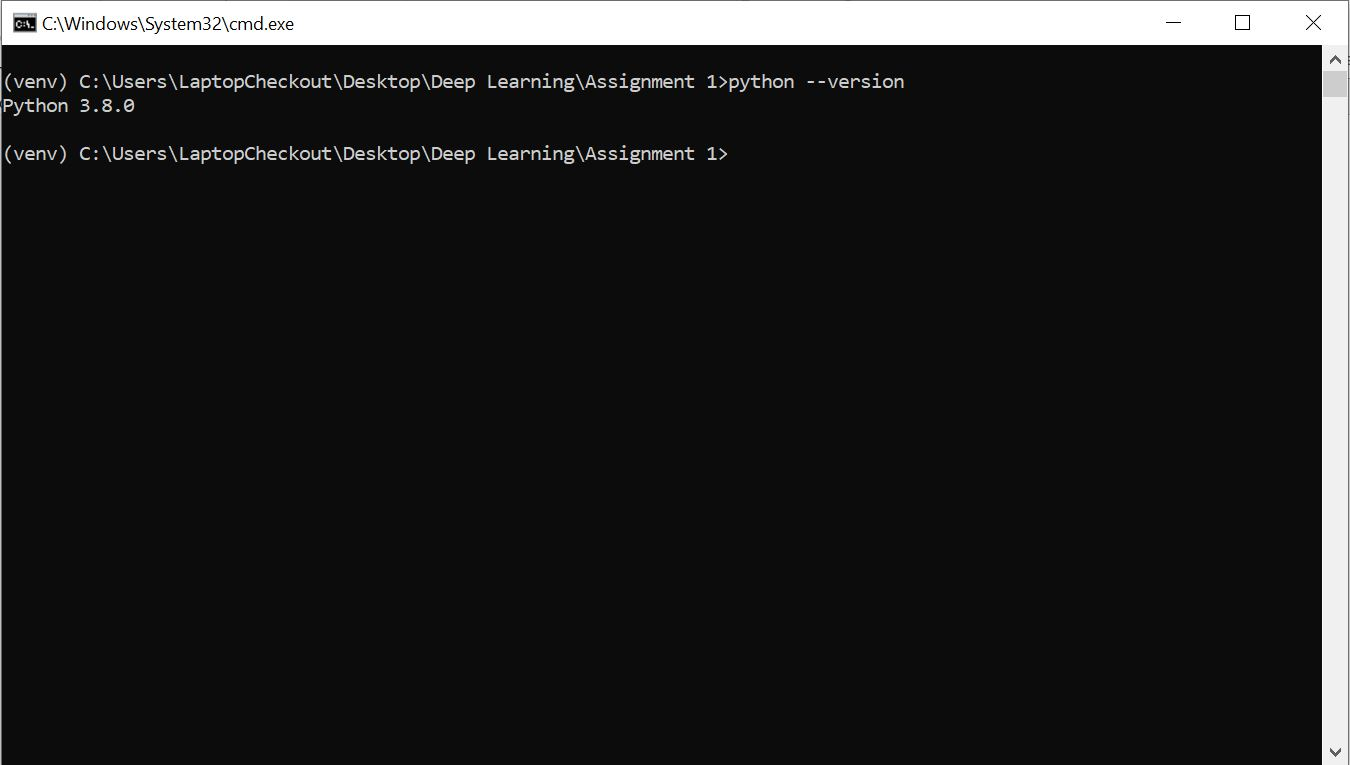 C:\Windows\System32\cmd.exe
(venv) C:\Users\LaptopCheckout\Desktop\Deep Learning\Assignment 1>python --version
Python 3.8.0
(venv) C:\Users\LaptopCheckout\Desktop\Deep Learning\Assignment 1>